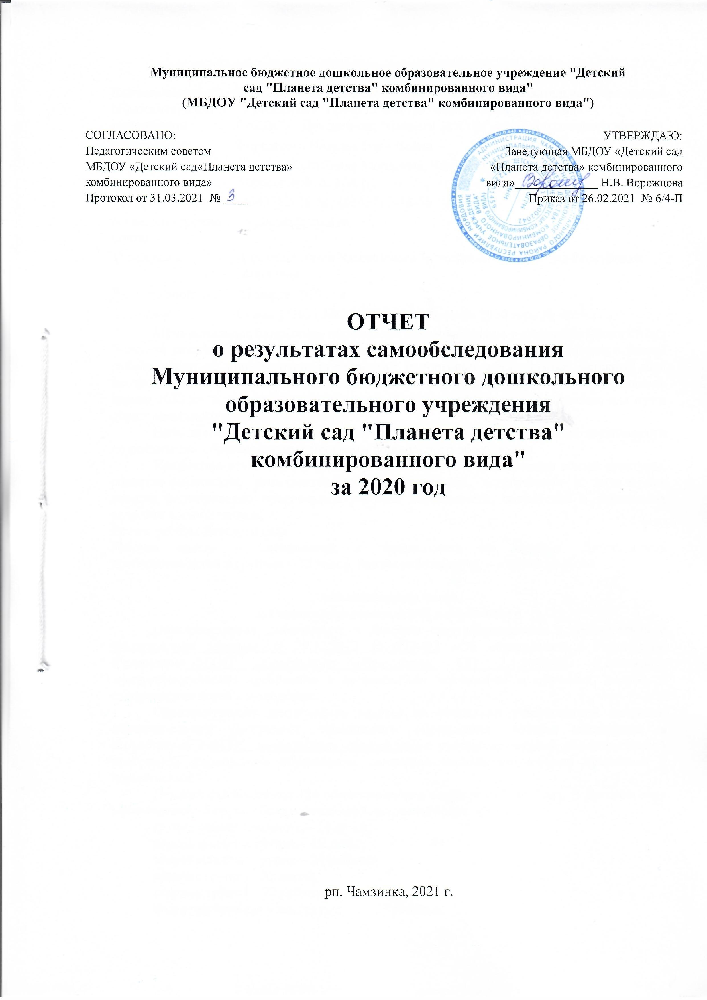 Муниципальное бюджетное дошкольное образовательное учреждение "Детский
сад "Планета детства" комбинированного вида"
(МБДОУ "Детский сад "Планета детства" комбинированного вида")
СОГЛАСОВАНО:
Педагогическим советом
МБДОУ «Детский сад«Планета детства»
комбинированного вида»
Протокол от 31.03.2021 № 3
УТВЕРЖДАЮ:
Заведующая МБДОУ «Детский сад
«Планета детства» комбинированного
вида»______________ Н.В. Ворожцова
Приказ от 26.02.2021 № 6/4-П
ОТЧЕТ
о результатах самообследования
Муниципального бюджетного дошкольного
образовательного учреждения
"Детский сад "Планета детства"
комбинированного вида"
за 2020 год
рп. Чамзинка, 2021 г.